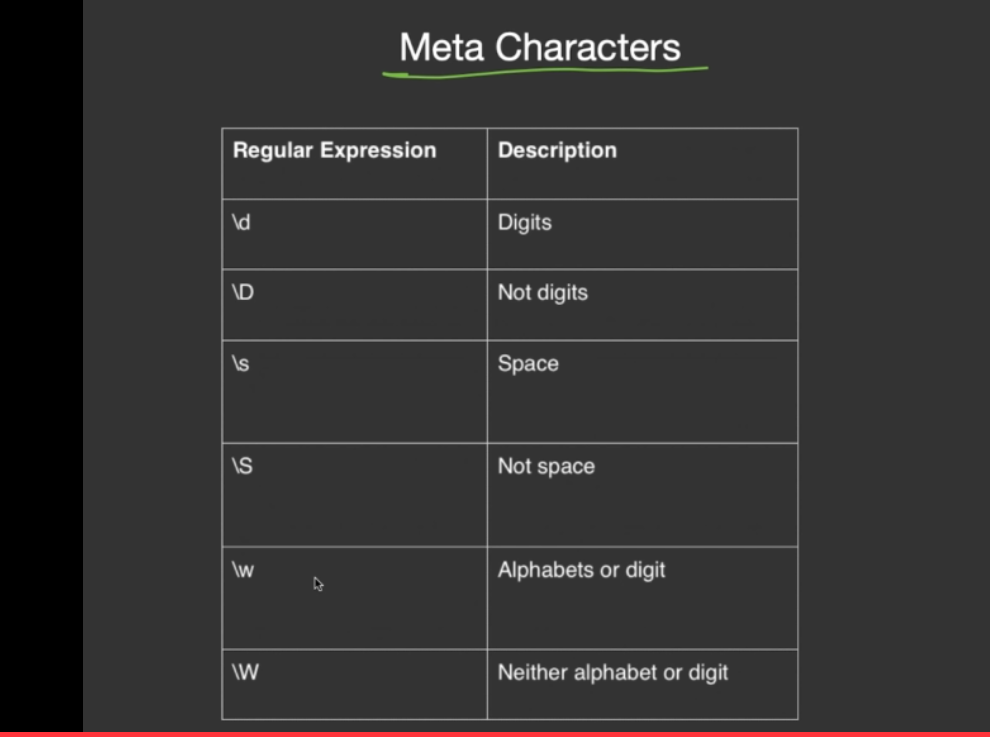 Meta Characters
Regular Expression Description
\d Digits
\D Not digits
\s Space
\S Not space
\w Alphabets or digit
\W Neither alphabet or digit